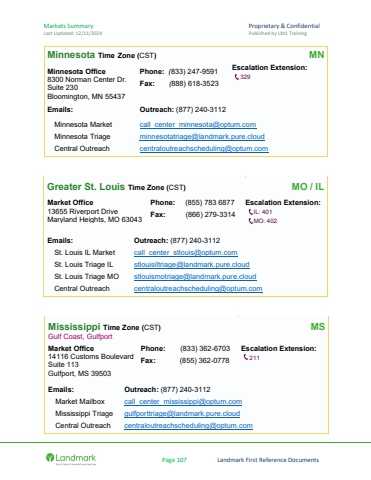 Markets Summary Proprietary & Confidential
Last Updated: 12/11/2024 Published by LM1 Training
Minnesota Time Zone (CST) MN
Minnesota Office Phone: (833) 247-9591 Escalation Extension:
8300 Norman Center Dr. Fax: (888) 618-3523 329
Suite 230
Bloomington, MN 55437
Emails: Outreach: (877) 240-3112
Minnesota Market call_center_minnesota@optum.com
Minnesota Triage minnesotatriage@landmark.pure.cloud
Central Outreach centraloutreachscheduling@optum.com
Greater St. Louis Time Zone (CST) MO / IL
Market Office Phone: (855) 783 6877 Escalation Extension:
13655 Riverport Drive Fax: (866) 279-3314 IL: 401
Maryland Heights, MO 63043 MO: 402
Emails: Outreach: (877) 240-3112
St. Louis IL Market call_center_stlouis@optum.com
St. Louis Triage IL stlouisiltriage@landmark.pure.cloud
St. Louis Triage MO stlouismotriage@landmark.pure.cloud
Central Outreach centraloutreachscheduling@optum.com
Mississippi Time Zone (CST) MS
Gulf Coast, Gulfport
Market Office Phone: (833) 362-6703 Escalation Extension:
14116 Customs Boulevard Fax: (855) 362-0778 211
Suite 113
Gulfport, MS 39503
Emails: Outreach: (877) 240-3112
Market Mailbox call_center_mississippi@optum.com
Mississippi Triage gulfporttriage@landmark.pure.cloud
Central Outreach centraloutreachscheduling@optum.com
Landmark Page 107 Landmark First Reference Documents